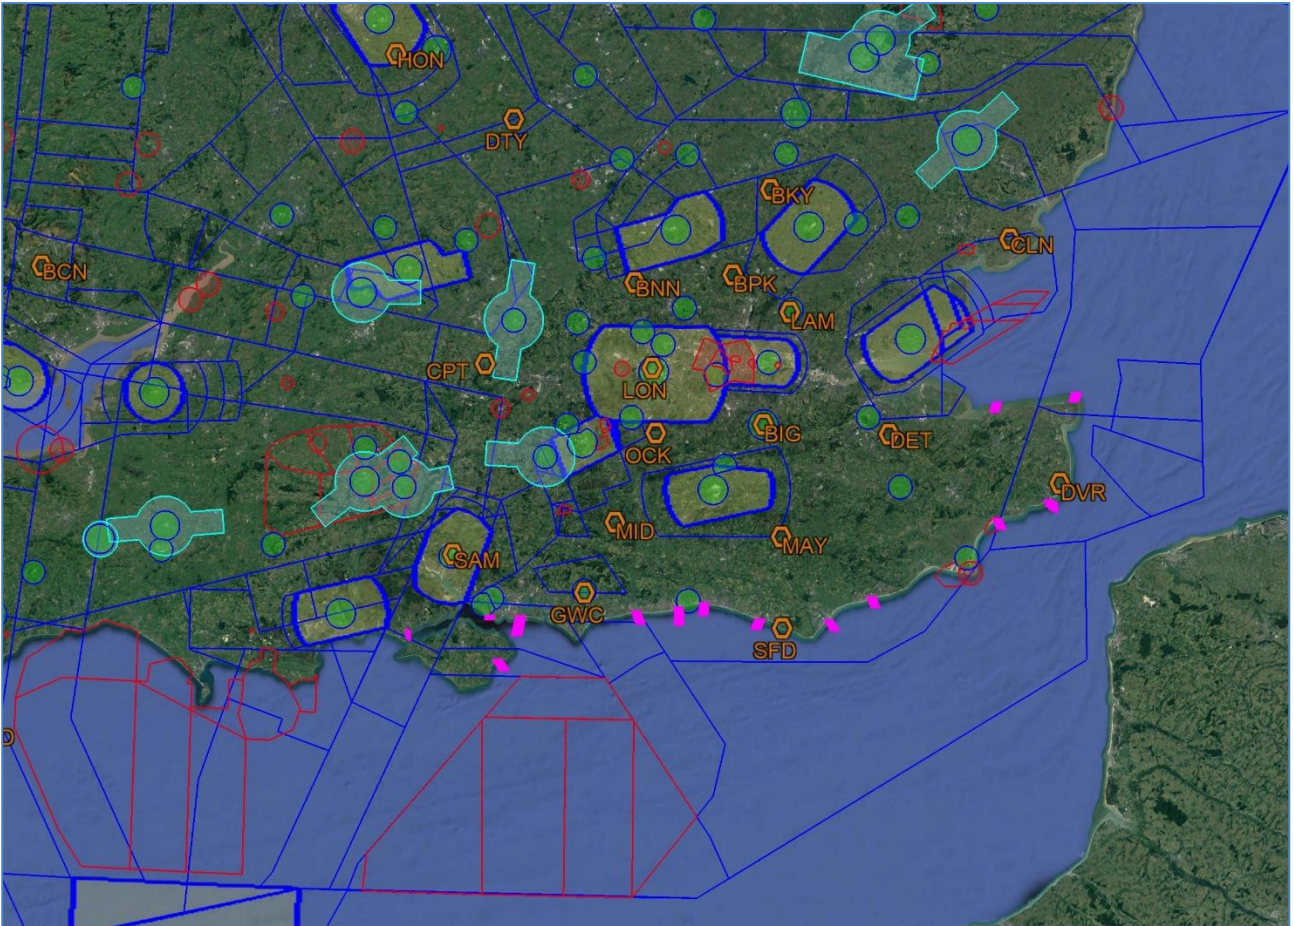 HON
DTY
BKY
CLN
BCN
BNN
BPK
LAM
CPT
LON
BIG
DET
OCK
DVR
MID
MAY
SAM
GWC
SFD
D